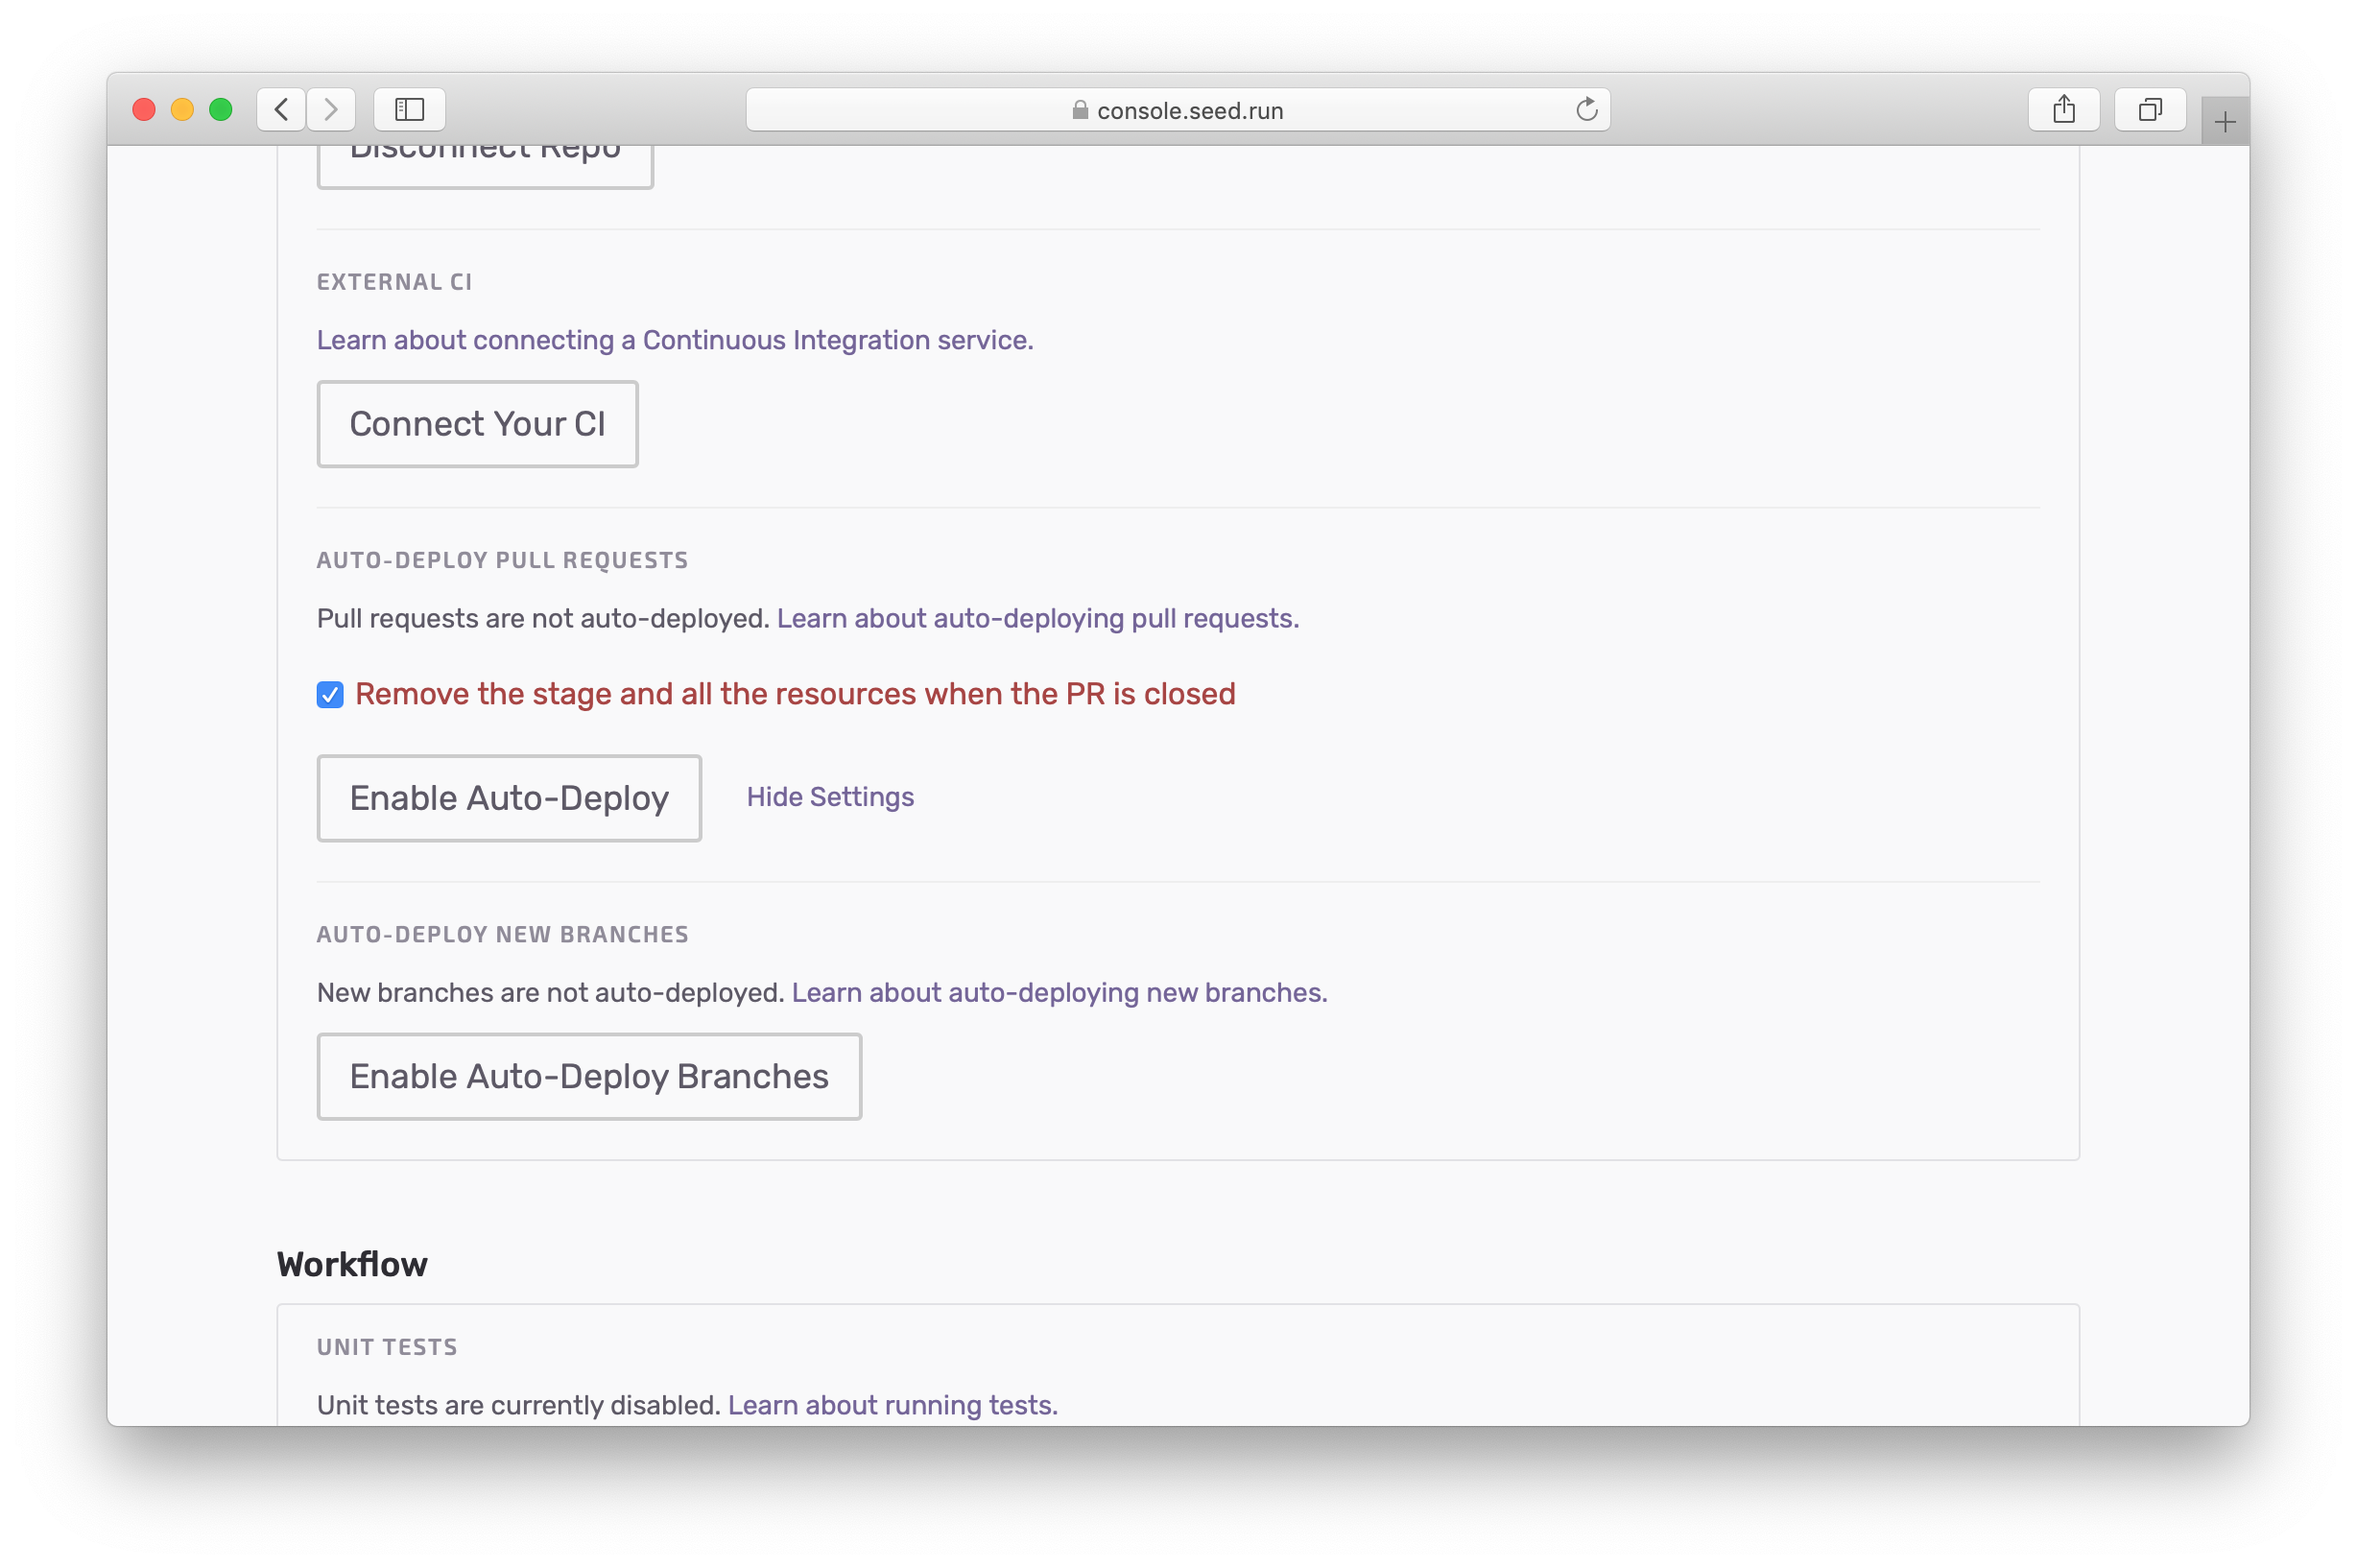 console.seed.run
Disconnect Repo
EXTERNAL CI
Learn about connecting a Continuous Integration service.
Connect Your CI
AUTO-DEPLOY PULL REQUESTS
Pull requests are not auto-deployed. Learn about auto-deploying pull requests.
Remove the stage and all the resources when the PR is closed
Enable Auto-Deploy Hide Settings
AUTO-DEPLOY NEW BRANCHES
New branches are not auto-deployed. Learn about auto-deploying new branches.
Enable Auto-Deploy Branches
Workflow
UNIT TESTS
Unit tests are currently disabled. Learn about running tests.